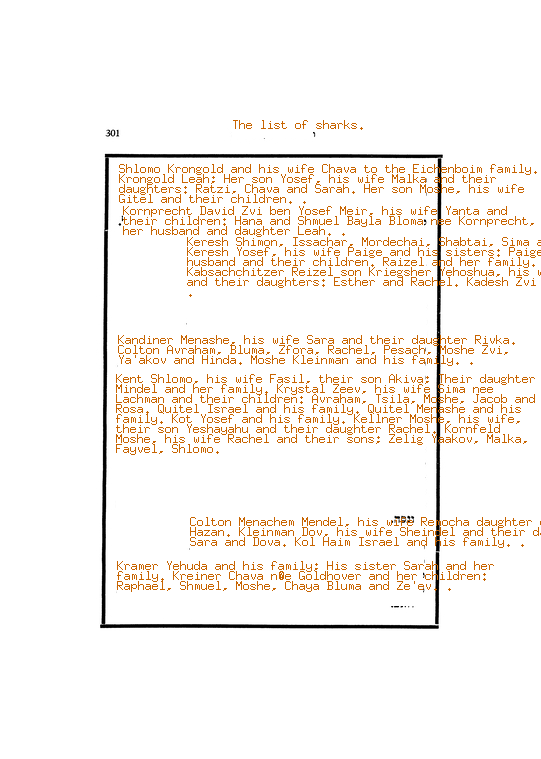 The list of sharks.
301
Shlomo Krongold and his wife Chava to the Eichenboim family.
Krongold Leah; Her son Yosef, his wife Malka and their
daughters: Ratzi, Chava and Sarah. Her son Moshe, his wife
Gitel and their children. .
Kornprecht David Zvi ben Yosef Meir, his wife Yanta and
their children: Hana and Shmuel Bayla Bloma nee Kornprecht,
her husband and daughter Leah. .
Keresh Shimon, Issachar, Mordechai, Shabtai, Sima a
Keresh Yosef, his wife Paige and his sisters: Paige
husband and their children. Raizel and her family.
Kabsachchitzer Reizel son Kriegsher Yehoshua, his w
and their daughters: Esther and Rachel. Kadesh Zvi
.
Kandiner Menashe, his wife Sara and their daughter Rivka.
Colton Avraham, Bluma, Zfora, Rachel, Pesach, Moshe Zvi,
Ya'akov and Hinda. Moshe Kleinman and his family. .
Kent Shlomo, his wife Fasil, their son Akiva; Their daughter
Mindel and her family. Krystal Zeev, his wife Sima nee
Lachman and their children: Avraham, Tsila, Moshe, Jacob and
Rosa. Quitel Israel and his family. Quitel Menashe and his
family. Kot Yosef and his family. Kellner Moshe, his wife,
their son Yeshayahu and their daughter Rachel. Kornfeld
Moshe, his wife Rachel and their sons; Zelig Yaakov, Malka,
Fayvel, Shlomo.
Colton Menachem Mendel, his wife Remocha daughter
Hazan. Kleinman Dov, his wife Sheindel and their d
Sara and Dova. Kol Haim Israel and his family. .
Kramer Yehuda and his family; His sister Sarah and her
family. Kreiner Chava née Goldhover and her children:
Raphael, Shmuel, Moshe, Chaya Bluma and Ze'ev. .